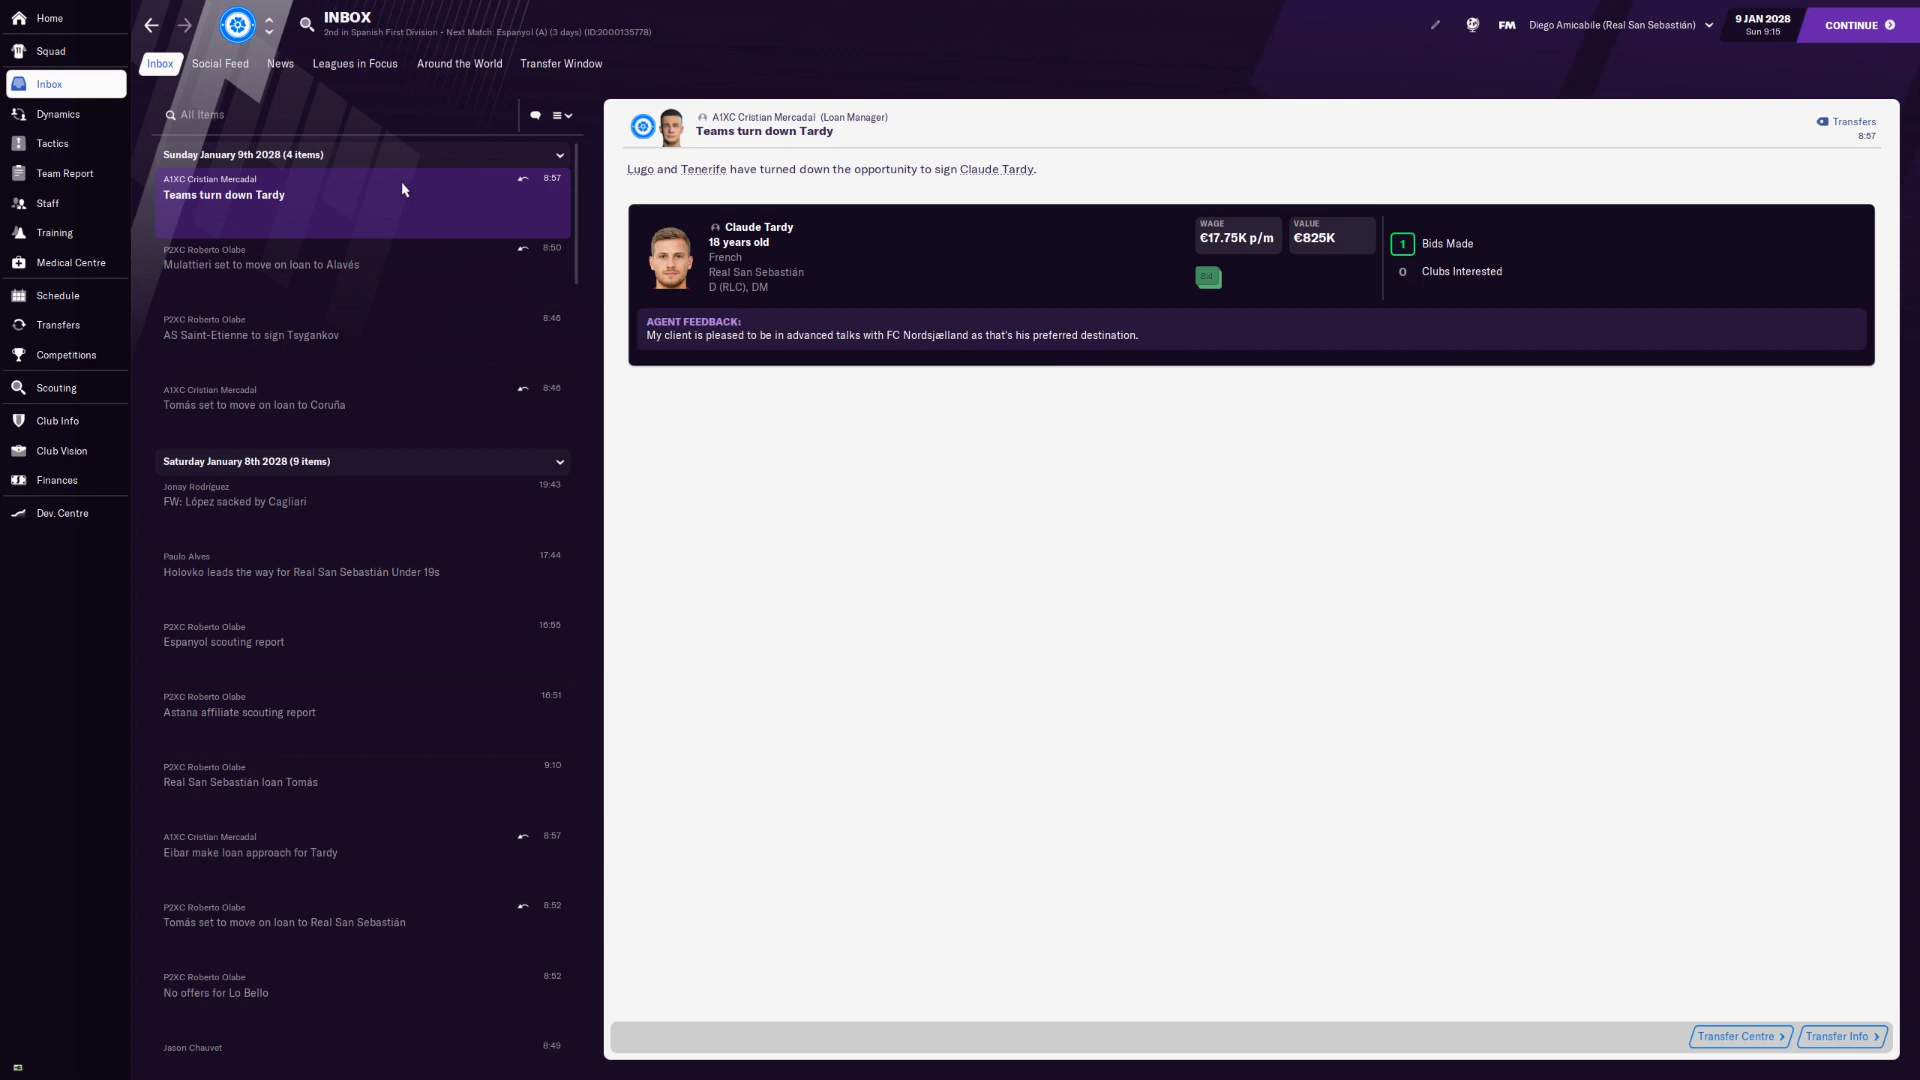 Home
Squad
Inbox
Dynamics
Tactics
Team Report
Staff
Training
Medical Centre
Schedule
Transfers
Competitions
Scouting
Club Info
Club Vision
Finances
Dev. Centre
INBOX
2nd in Spanish First Division - Next Match: Espanyol (A) (3 days) (ID:2000135778)
FM
Diego Amicabile (Real San Sebastián)
9 JAN 2028
Sun 9:15
CONTINUE
Inbox
Social Feed
News
Leagues in Focus
Around the World
Transfer Window
All Items
Sunday January 9th 2028 (4 items)
A1XC Cristian Mercadal
8:57
Teams turn down Tardy
P2XC Roberto Olabe
8:50
Mulattieri set to move on loan to Alavés
P2XC Roberto Olabe
8:46
AS Saint-Etienne to sign Tsygankov
A1XC Cristian Mercadal
8:46
Tomás set to move on loan to Coruña
Saturday January 8th 2028 (9 items)
Jonay Rodríguez
19:43
FW: López sacked by Cagliari
Paulo Alves
17:44
Holovko leads the way for Real San Sebastián Under 19s
P2XC Roberto Olabe
16:55
Espanyol scouting report
P2XC Roberto Olabe
16:51
Astana affiliate scouting report
P2XC Roberto Olabe
9:10
Real San Sebastián loan Tomás
A1XC Cristian Mercadal
8:57
Eibar make loan approach for Tardy
P2XC Roberto Olabe
8:52
Tomás set to move on loan to Real San Sebastián
P2XC Roberto Olabe
8:52
No offers for Lo Bello
Jason Chauvet
8:49
A1XC Cristian Mercadal (Loan Manager)
Teams turn down Tardy
Transfers
8:57
Lugo and Tenerife have turned down the opportunity to sign Claude Tardy.
Claude Tardy
18 years old
French
Real San Sebastián
D (RLC), DM
WAGE
€17.75K p/m
VALUE
€825K
Bid
1 Bids Made
0 Clubs Interested
AGENT FEEDBACK:
My client is pleased to be in advanced talks with FC Nordsjælland as that's his preferred destination.
Transfer Centre
Transfer Info